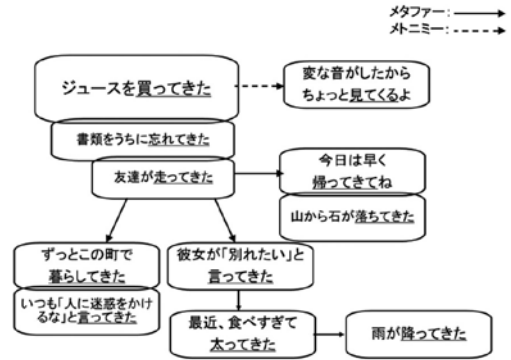 メタファー：
メトニミー：
ジュースを買ってきた
変な音がしたから
ちょっと見てくるよ
書類をうちに忘れてきた
友達が走ってきた
今日は早く
帰ってきてね
山から石が落ちてきた
ずっとこの町で
暮らしてきた
いつも「人に迷惑をかけ
るな」と言ってきた
彼女が「別れたい」と
言ってきた
最近、食べすぎて
太ってきた
雨が降ってきた